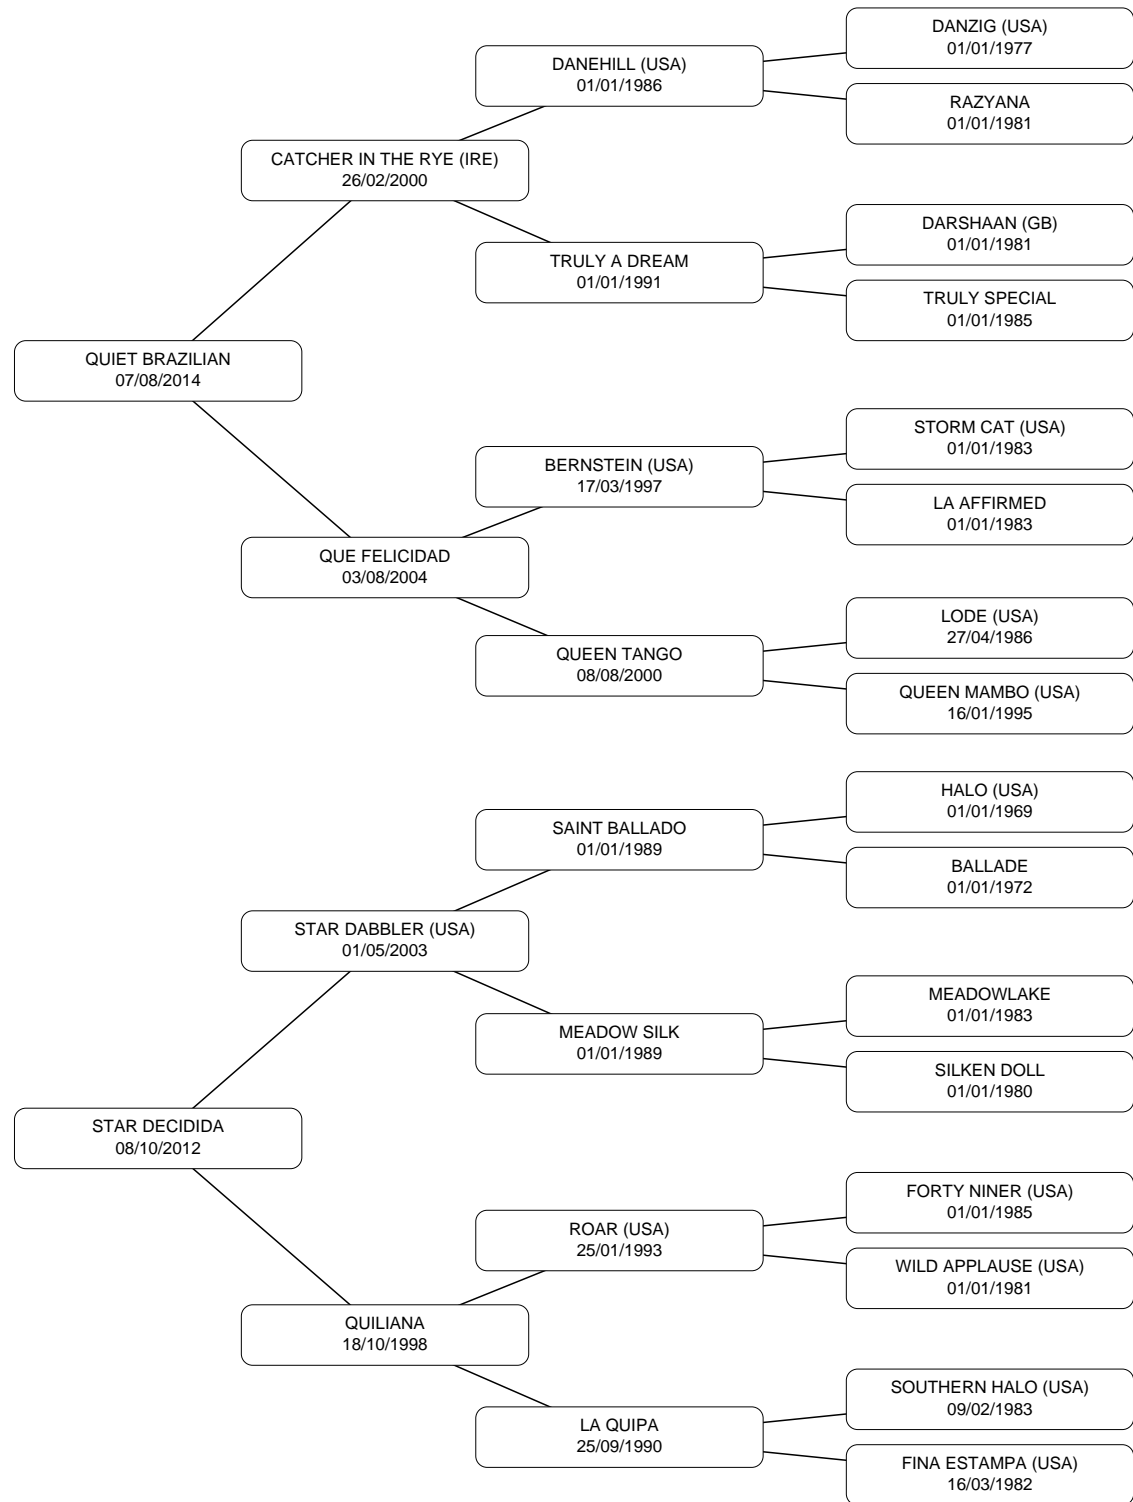 DANZIG (USA)
01/01/1977
DANEHILL (USA)
01/01/1986
RAZYANA
01/01/1981
CATCHER IN THE RYE (IRE)
26/02/2000
DARSHAAN (GB)
01/01/1981
TRULY A DREAM
01/01/1991
TRULY SPECIAL
01/01/1985
QUIET BRAZILIAN
07/08/2014
STORM CAT (USA)
01/01/1983
BERNSTEIN (USA)
17/03/1997
LA AFFIRMED
01/01/1983
QUE FELICIDAD
03/08/2004
LODE (USA)
27/04/1986
QUEEN TANGO
08/08/2000
QUEEN MAMBO (USA)
16/01/1995
HALO (USA)
01/01/1969
SAINT BALLADO
01/01/1989
BALLADE
01/01/1972
STAR DABBLER (USA)
01/05/2003
MEADOWLAKE
01/01/1983
MEADOW SILK
01/01/1989
SILKEN DOLL
01/01/1980
STAR DECIDIDA
08/10/2012
FORTY NINER (USA)
01/01/1985
ROAR (USA)
25/01/1993
WILD APPLAUSE (USA)
01/01/1981
QUILIANA
18/10/1998
SOUTHERN HALO (USA)
09/02/1983
LA QUIPA
25/09/1990
FINA ESTAMPA (USA)
16/03/1982